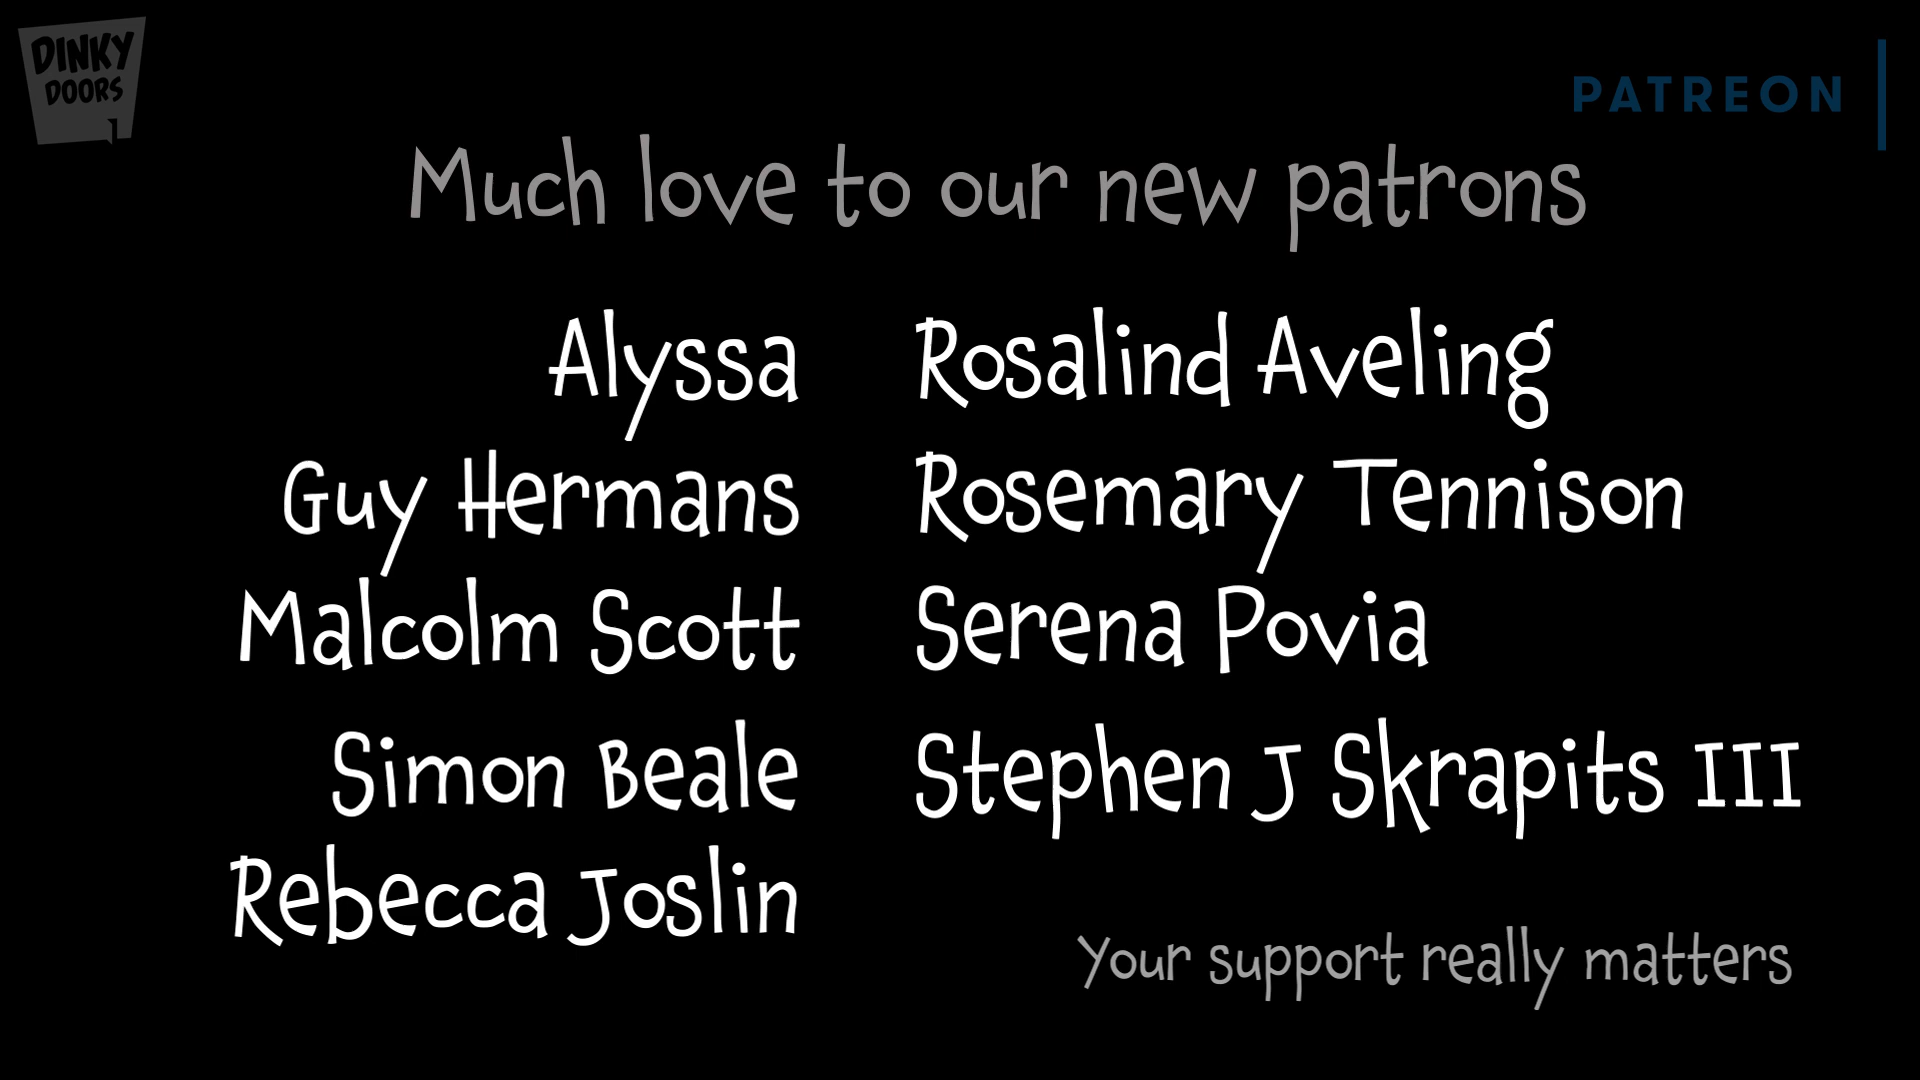 DINKY
DOORS
PATREON
Much love to our new patrons
Alyssa
Guy Hermans
Malcolm Scott
Simon Beale
Rebecca Joslin
Rosalind Aveling
Rosemary Tennison
Serena Povia
Stephen J Skrapits III
Your support really matters